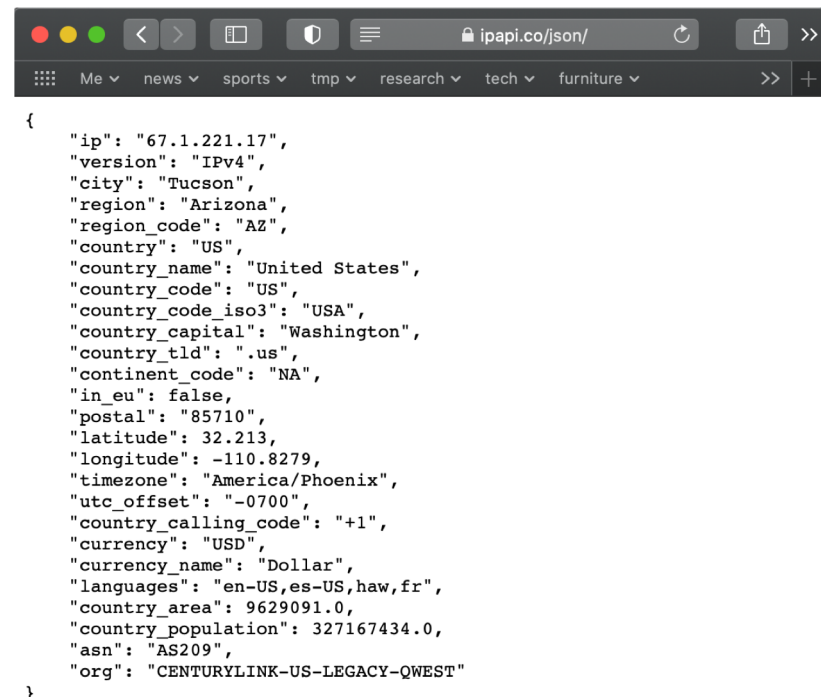 ipapi.co/json/
Me news sports tmp research tech furniture
{
    "ip": "67.1.221.17",
    "version": "IPv4",
    "city": "Tucson",
    "region": "Arizona",
    "region_code": "AZ",
    "country": "US",
    "country_name": "United States",
    "country_code": "US",
    "country_code_iso3": "USA",
    "country_capital": "Washington",
    "country_tld": ".us",
    "continent_code": "NA",
    "in_eu": false,
    "postal": "85710",
    "latitude": 32.213,
    "longitude": -110.8279,
    "timezone": "America/Phoenix",
    "utc_offset": "-0700",
    "country_calling_code": "+1",
    "currency": "USD",
    "currency_name": "Dollar",
    "languages": "en-US,es-US,haw,fr",
    "country_area": 9629091.0,
    "country_population": 327167434.0,
    "asn": "AS209",
    "org": "CENTURYLINK-US-LEGACY-QWEST"
}